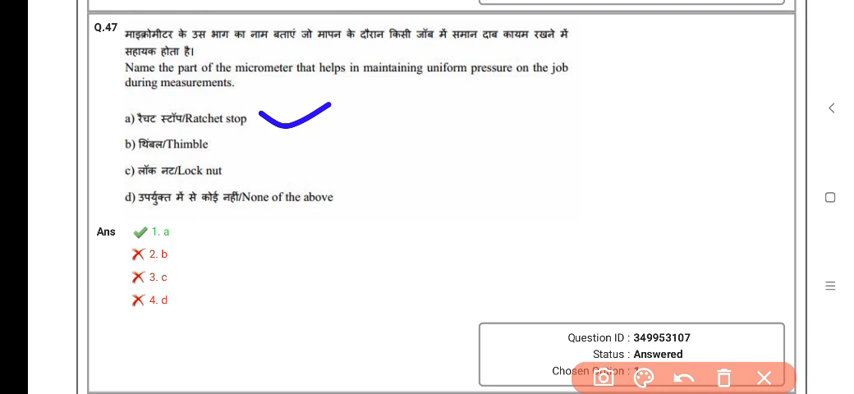 Q.47
माइक्रोमीटर के उस भाग का नाम बताएं जो मापन के दौरान किसी जॉब में समान दाब कायम रखने में
सहायक होता है।
Name the part of the micrometer that helps in maintaining uniform pressure on the job
during measurements.
a) रैचट स्टॉप/Ratchet stop
b) थिंबल/Thimble
c) लॉक नट/Lock nut
d) उपर्युक्त में से कोई नहीं/None of the above
Ans 1. a
2. b
3. c
4. d
Question ID : 349953107
Status : Answered
Chosen